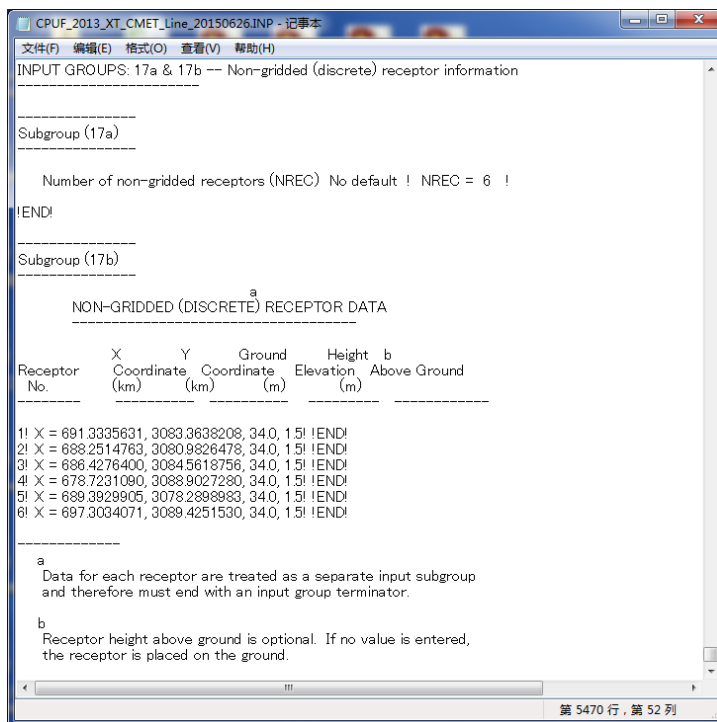 CPUF_2013_XT_CMET_Line_20150626.INP - 记事本
文件(F) 编辑(E) 格式(O) 查看(V) 帮助(H)
INPUT GROUPS: 17a & 17b -- Non-gridded (discrete) receptor information
-----------------------
---------------
Subgroup (17a)
---------------
Number of non-gridded receptors (NREC) No default ! NREC = 6 !
!END!
---------------
Subgroup (17b)
---------------
a
NON-GRIDDED (DISCRETE) RECEPTOR DATA
------------------------------------
X Y Ground Height b
Receptor Coordinate Coordinate Elevation Above Ground
No. (km) (km) (m) (m)
-------- ---------- ---------- --------- ------------
1! X = 691.3335631, 3083.3638208, 34.0, 1.5! !END!
2! X = 688.2514763, 3080.9826478, 34.0, 1.5! !END!
3! X = 686.4276400, 3084.5618756, 34.0, 1.5! !END!
4! X = 678.7231090, 3088.9027280, 34.0, 1.5! !END!
5! X = 689.3929905, 3078.2898983, 34.0, 1.5! !END!
6! X = 697.3034071, 3089.4251530, 34.0, 1.5! !END!
-------------
a
Data for each receptor are treated as a separate input subgroup
and therefore must end with an input group terminator.
b
Receptor height above ground is optional. If no value is entered,
the receptor is placed on the ground.
第 5470 行，第 52 列